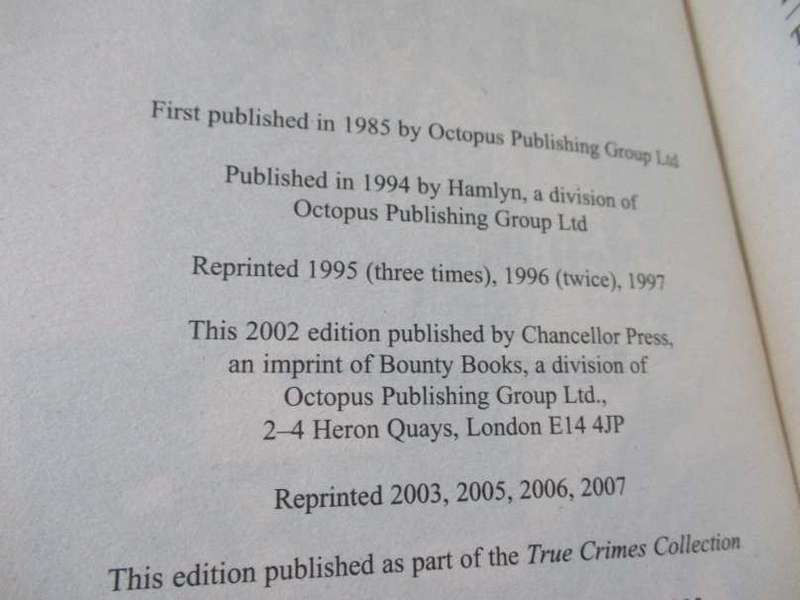 First published in 1985 by Octopus Publishing Group Ltd
Published in 1994 by Hamlyn, a division of
Octopus Publishing Group Ltd
Reprinted 1995 (three times), 1996 (twice), 1997
This 2002 edition published by Chancellor Press,
an imprint of Bounty Books, a division of
Octopus Publishing Group Ltd.,
2–4 Heron Quays, London E14 4JP
Reprinted 2003, 2005, 2006, 2007
This edition published as part of the True Crimes Collection